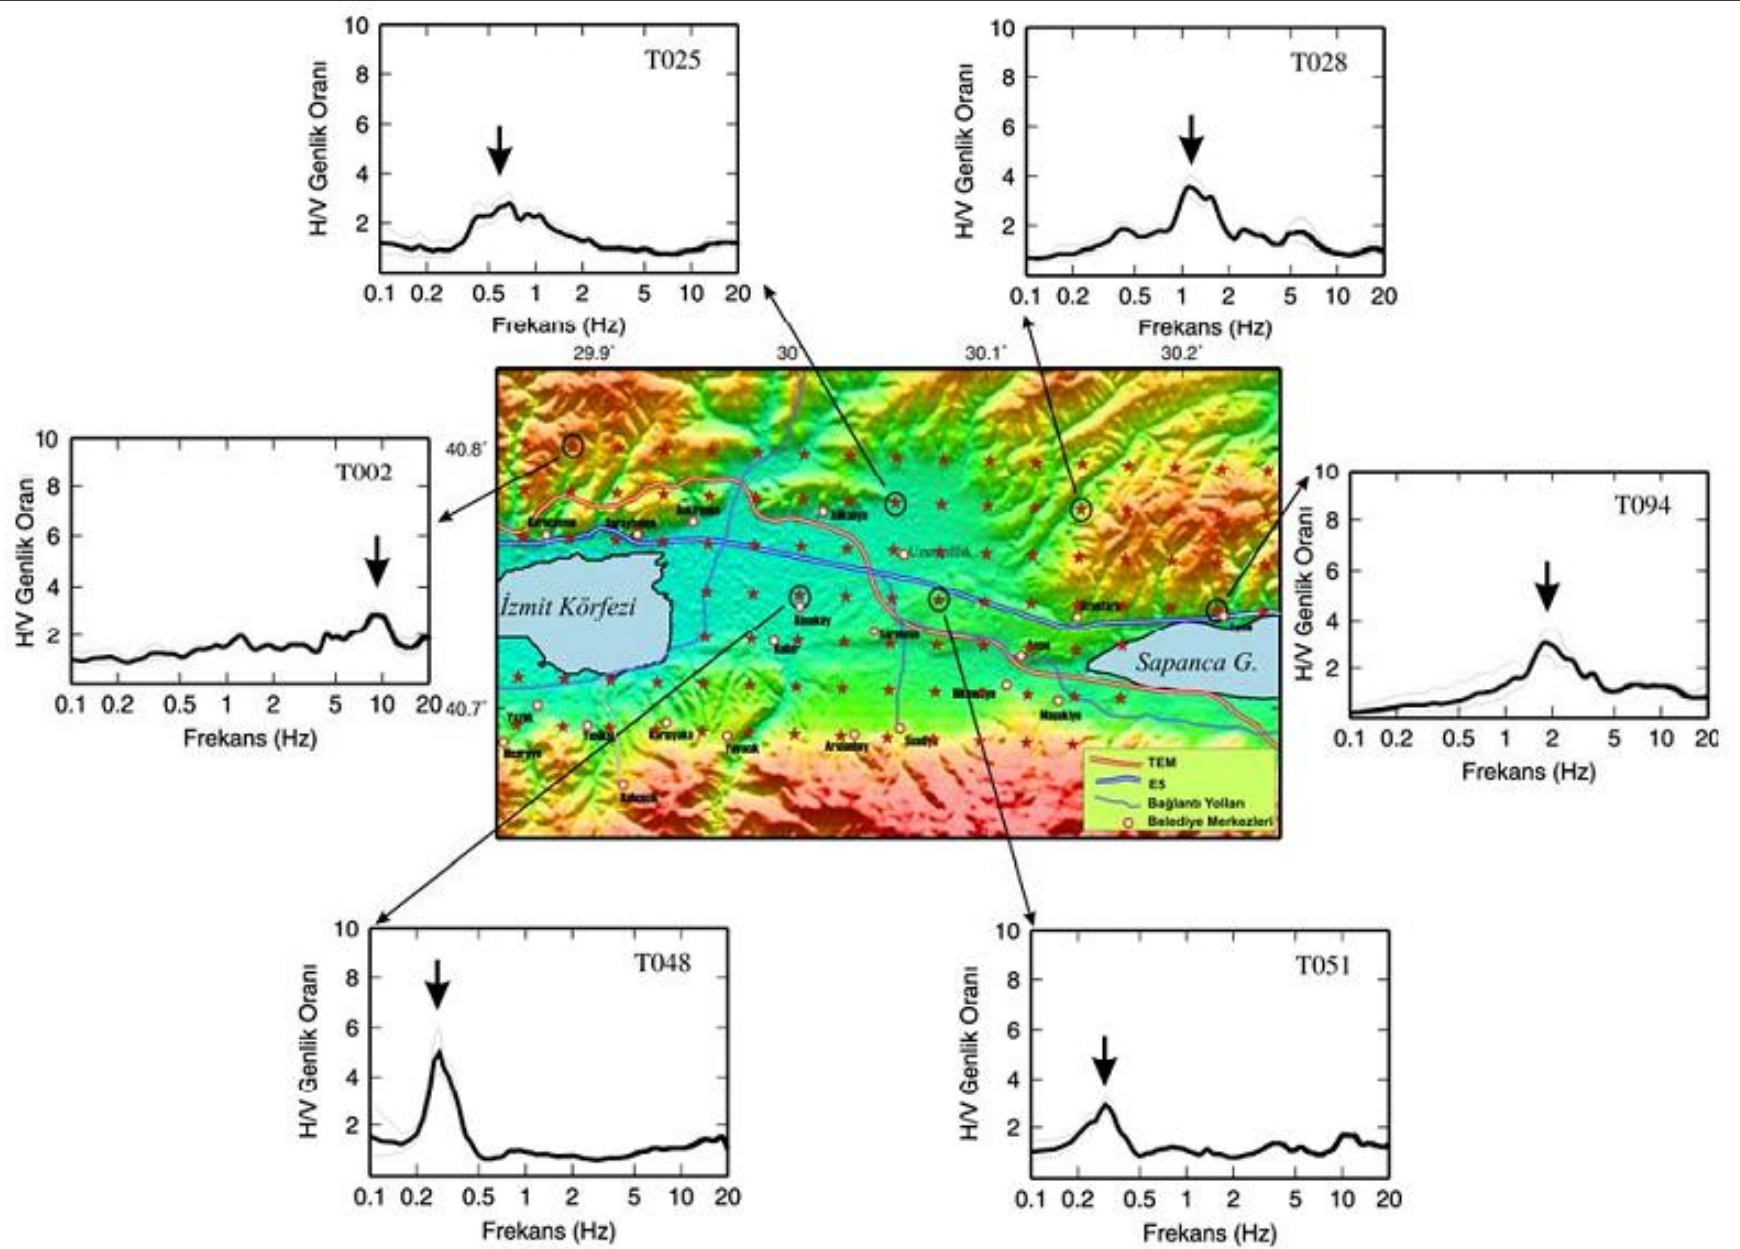 T025
H/V Genlik Oranı
10
8
6
4
2
0.1 0.2 0.5 1 2 5 10 20
Frekans (Hz)
T028
H/V Genlik Oranı
10
8
6
4
2
0.1 0.2 0.5 1 2 5 10 20
Frekans (Hz)
T002
H/V Genlik Oran
10
8
6
4
2
0.1 0.2 0.5 1 2 5 10 20
Frekans (Hz)
29.9° 30 30.1° 30.2°
40.8°
40.7°
İzmit Körfezi
Sapanca G.
TEM
E5
Bağlantı Yolları
Belediye Merkezleri
T094
H/V Genlik Oranı
10
8
6
4
2
0.1 0.2 0.5 1 2 5 10 20
Frekans (Hz)
T048
H/V Genlik Oranı
10
8
6
4
2
0.1 0.2 0.5 1 2 5 10 20
Frekans (Hz)
T051
H/V Genlik Oranı
10
8
6
4
2
0.1 0.2 0.5 1 2 5 10 20
Frekans (Hz)